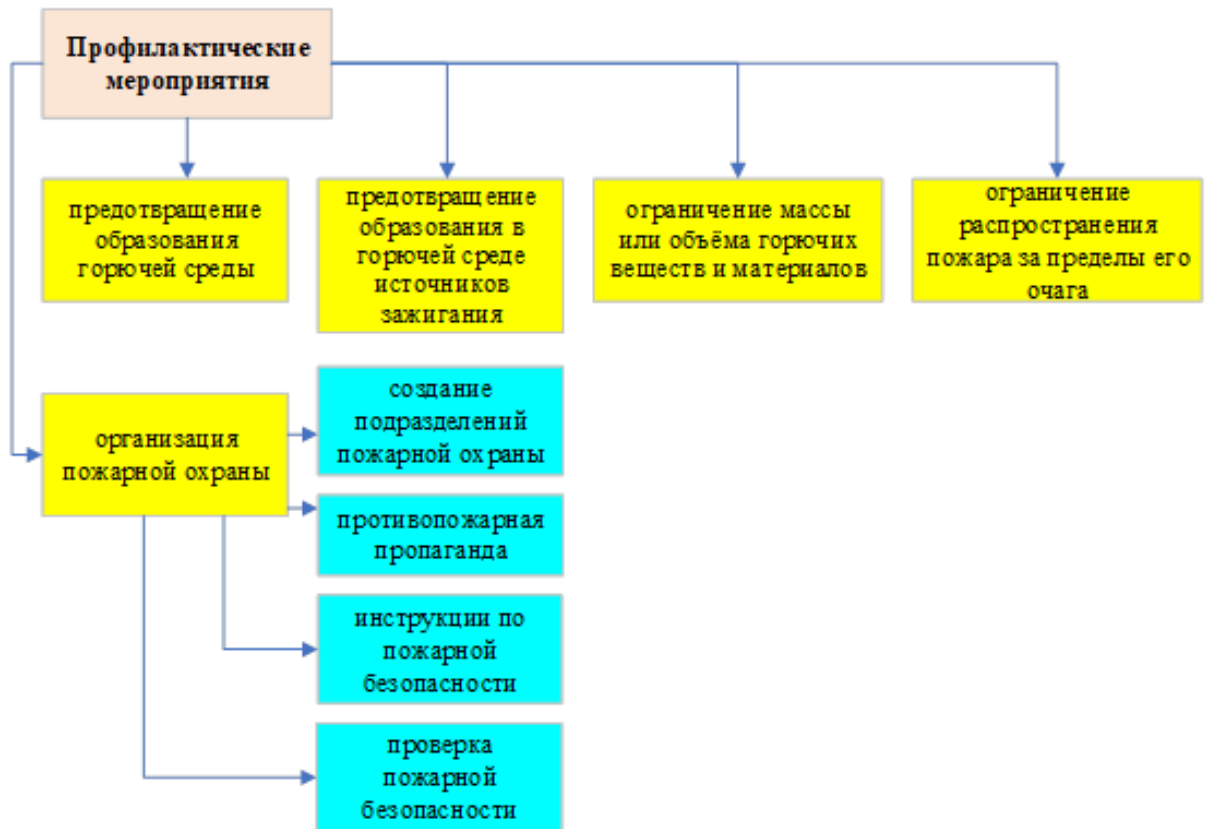 Профилактические
мероприятия
предотвращение
образования
горючей среды
предотвращение
образования в
горючей среде
источников
зажигания
ограничение массы
или объёма горючих
веществ и материалов
ограничение
распространения
пожара за пределы его
очага
организация
пожарной охраны
создание
подразделений
пожарной охраны
противопожарная
пропаганда
инструкции по
пожарной
безопасности
проверка
пожарной
безопасности